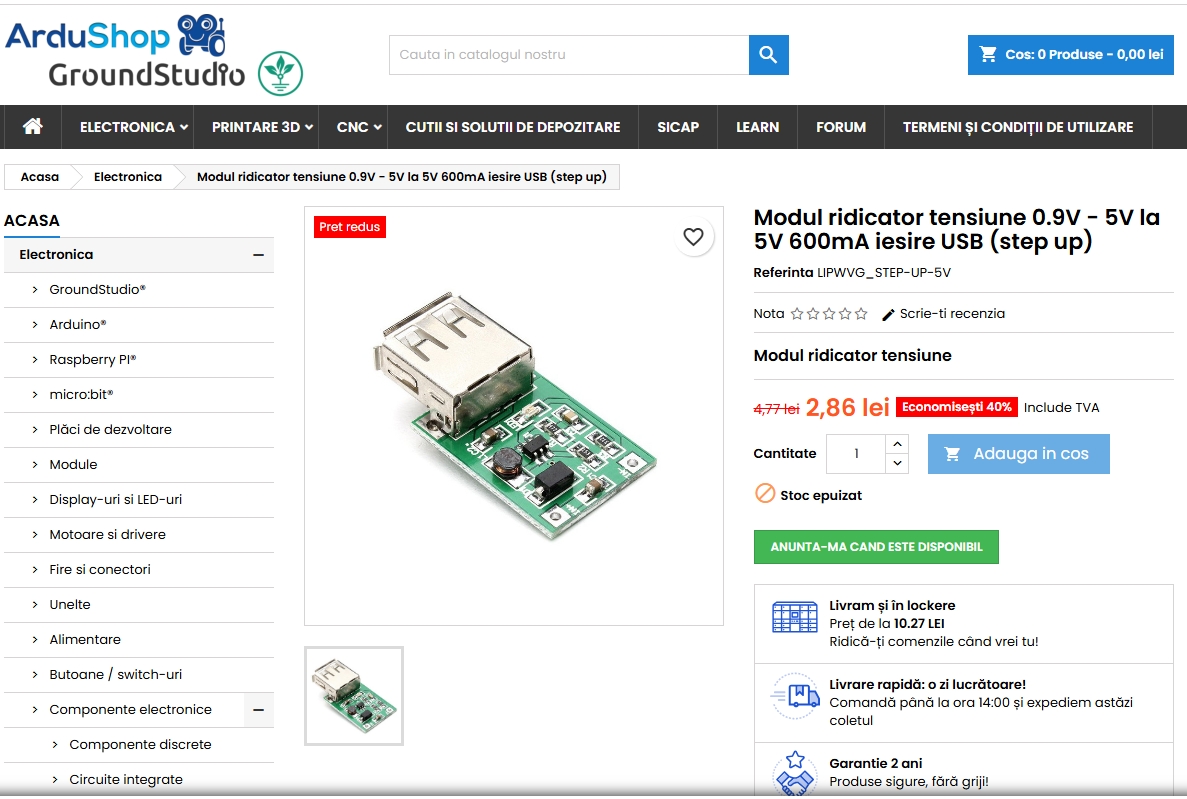 ArduShop
GroundStudio
Cauta in catalogul nostru
Cos: 0 Produse - 0,00 lei
ELECTRONICA
PRINTARE 3D
CNC
CUTII SI SOLUTII DE DEPOZITARE
SICAP
LEARN
FORUM
TERMENI ȘI CONDIȚII DE UTILIZARE
Acasa
Electronica
Modul ridicator tensiune 0.9V - 5V la 5V 600mA iesire USB (step up)
ACASA
Electronica
GroundStudio®
Arduino®
Raspberry PI®
micro:bit®
Plăci de dezvoltare
Module
Display-uri si LED-uri
Motoare si drivere
Fire si conectori
Unelte
Alimentare
Butoane / switch-uri
Componente electronice
Componente discrete
Circuite integrate
Pret redus
Modul ridicator tensiune 0.9V - 5V la
5V 600mA iesire USB (step up)
Referinta LIPWVG_STEP-UP-5V
Nota
Scrie-ti recenzia
Modul ridicator tensiune
4,77 lei 2,86 lei Economisești 40% Include TVA
Cantitate 1 Adauga in cos
Stoc epuizat
ANUNTA-MA CAND ESTE DISPONIBIL
Livram și în lockere
Preț de la 10.27 LEI
Ridică-ți comenzile când vrei tu!
Livrare rapidă: o zi lucrătoare!
Comandă până la ora 14:00 și expediem astăzi
coletul
Garantie 2 ani
Produse sigure, fără griji!